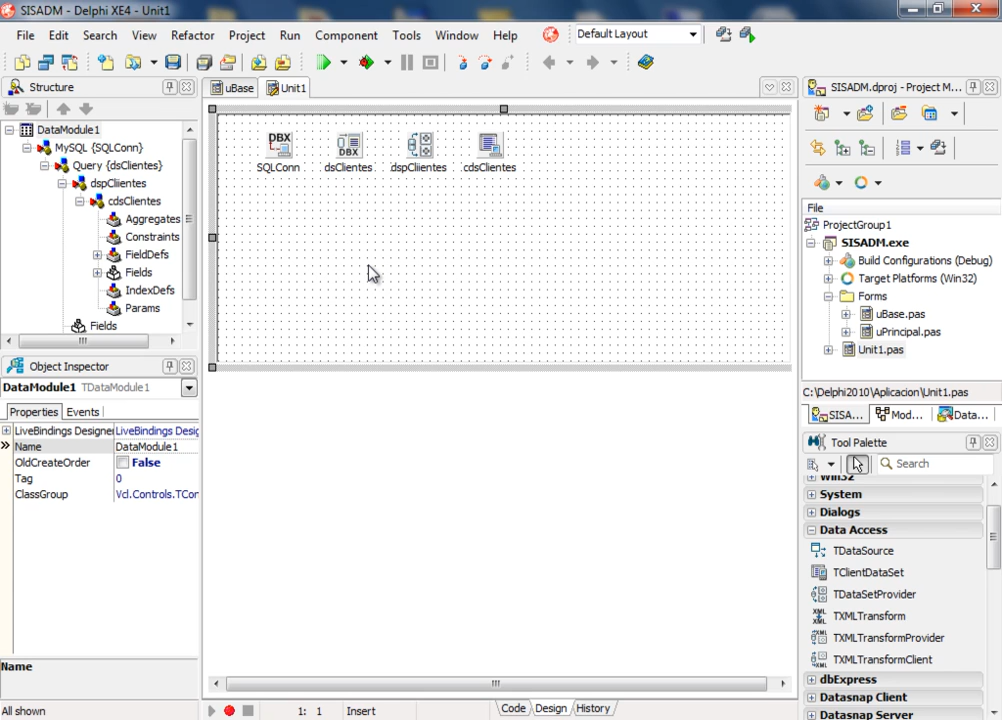 SISADM - Delphi XE4 - Unit1
File Edit Search View Refactor Project Run Component Tools Window Help
Default Layout
Structure
DataModule1
MySQL {SQLConn}
Query {dsClientes}
dspClientes
cdsClientes
Aggregates
Constraints
FieldDefs
Fields
IndexDefs
Params
Fields
Object Inspector
DataModule1 TDataModule1
Properties Events
LiveBindings Designer LiveBindings Desig
Name DataModule1
OldCreateOrder False
Tag 0
ClassGroup Vcl.Controls.TCon
Name
All shown
uBase Unit1
DBX
DBX
SQLConn dsClientes dspClientes cdsClientes
1: 1 Insert
Code Design History
SISADM.dproj - Project M...
File
ProjectGroup1
SISADM.exe
Build Configurations (Debug)
Target Platforms (Win32)
Forms
uBase.pas
uPrincipal.pas
Unit1.pas
C:\Delphi2010\Aplicacion\Unit1.pas
SISA... Mod... Data...
Tool Palette
Search
Win32
System
Dialogs
Data Access
TDataSource
TClientDataSet
TDataSetProvider
XML XML TXMLTransform
TXMLTransformProvider
TXMLTransformClient
dbExpress
Datasnap Client
Datasnap Server